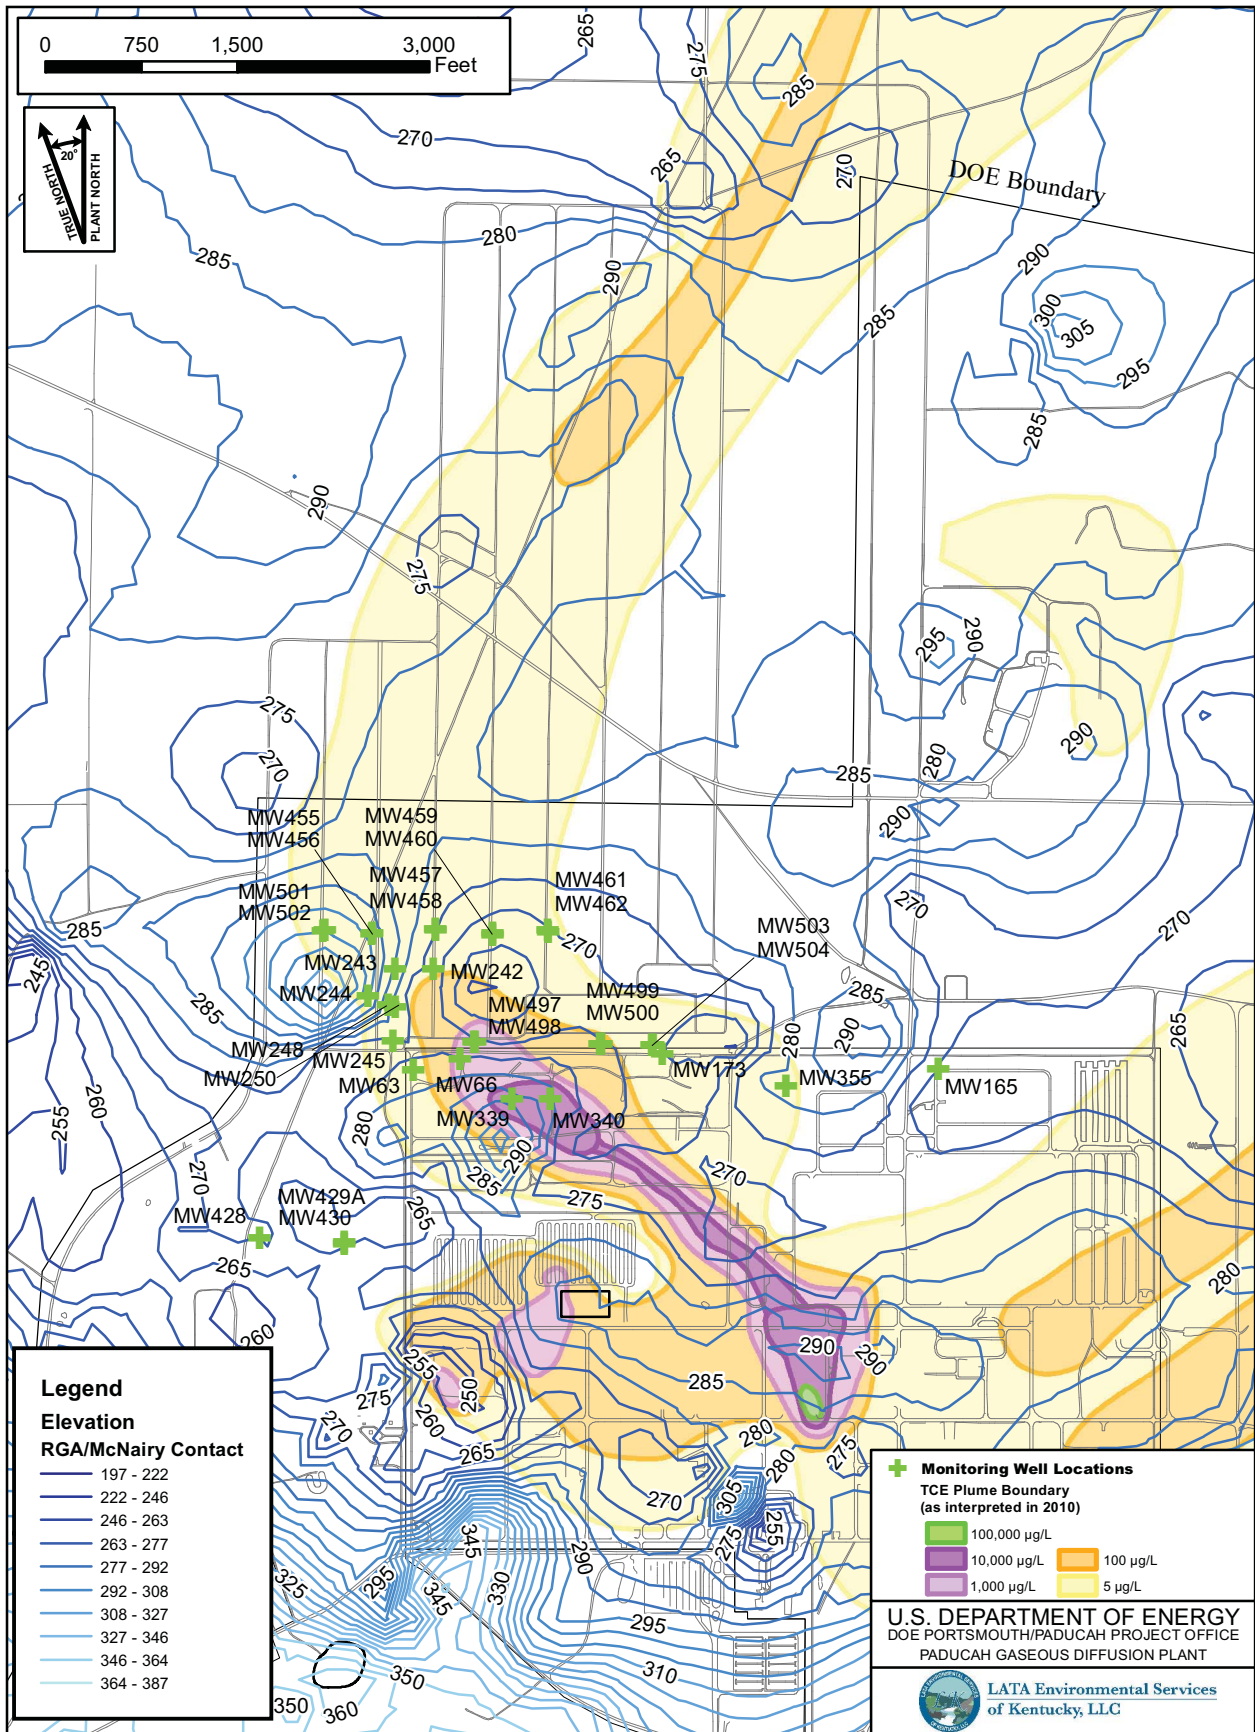 0 750 1,500 3,000
Feet
20°
TRUE NORTH
PLANT NORTH
265
275
285
270
265
270
DOE Boundary
280
285
290
290
285
300
305
295
285
290
275
295
290
275
270
290
280
285
290
MW455 MW459
MW456 MW460
MW457 MW461
MW458 MW462
MW501
MW502
MW503
MW504
270
270
285
270
245
MW243
MW242
MW244
MW499
MW500
MW497
MW498
285
285
290
280
265
MW248
MW245
MW250
MW63
MW66
MW173
MW355
MW165
MW339
MW340
260
255
280
290
285
270
275
270
MW429A
MW428
MW430
265
265
280
260
290
290
285
255
250
275
260
270
265
280
280
275
270
305
275
255
345
290
325
295
345
330
295
310
350
350
360
Legend
Elevation
RGA/McNairy Contact
197 - 222
222 - 246
246 - 263
263 - 277
277 - 292
292 - 308
308 - 327
327 - 346
346 - 364
364 - 387
Monitoring Well Locations
TCE Plume Boundary
(as interpreted in 2010)
100,000 µg/L
10,000 µg/L 100 µg/L
1,000 µg/L 5 µg/L
U.S. DEPARTMENT OF ENERGY
DOE PORTSMOUTH/PADUCAH PROJECT OFFICE
PADUCAH GASEOUS DIFFUSION PLANT
LATA ENVIRONMENTAL SERVICES
OF KENTUCKY, LLC
LATA Environmental Services
of Kentucky, LLC